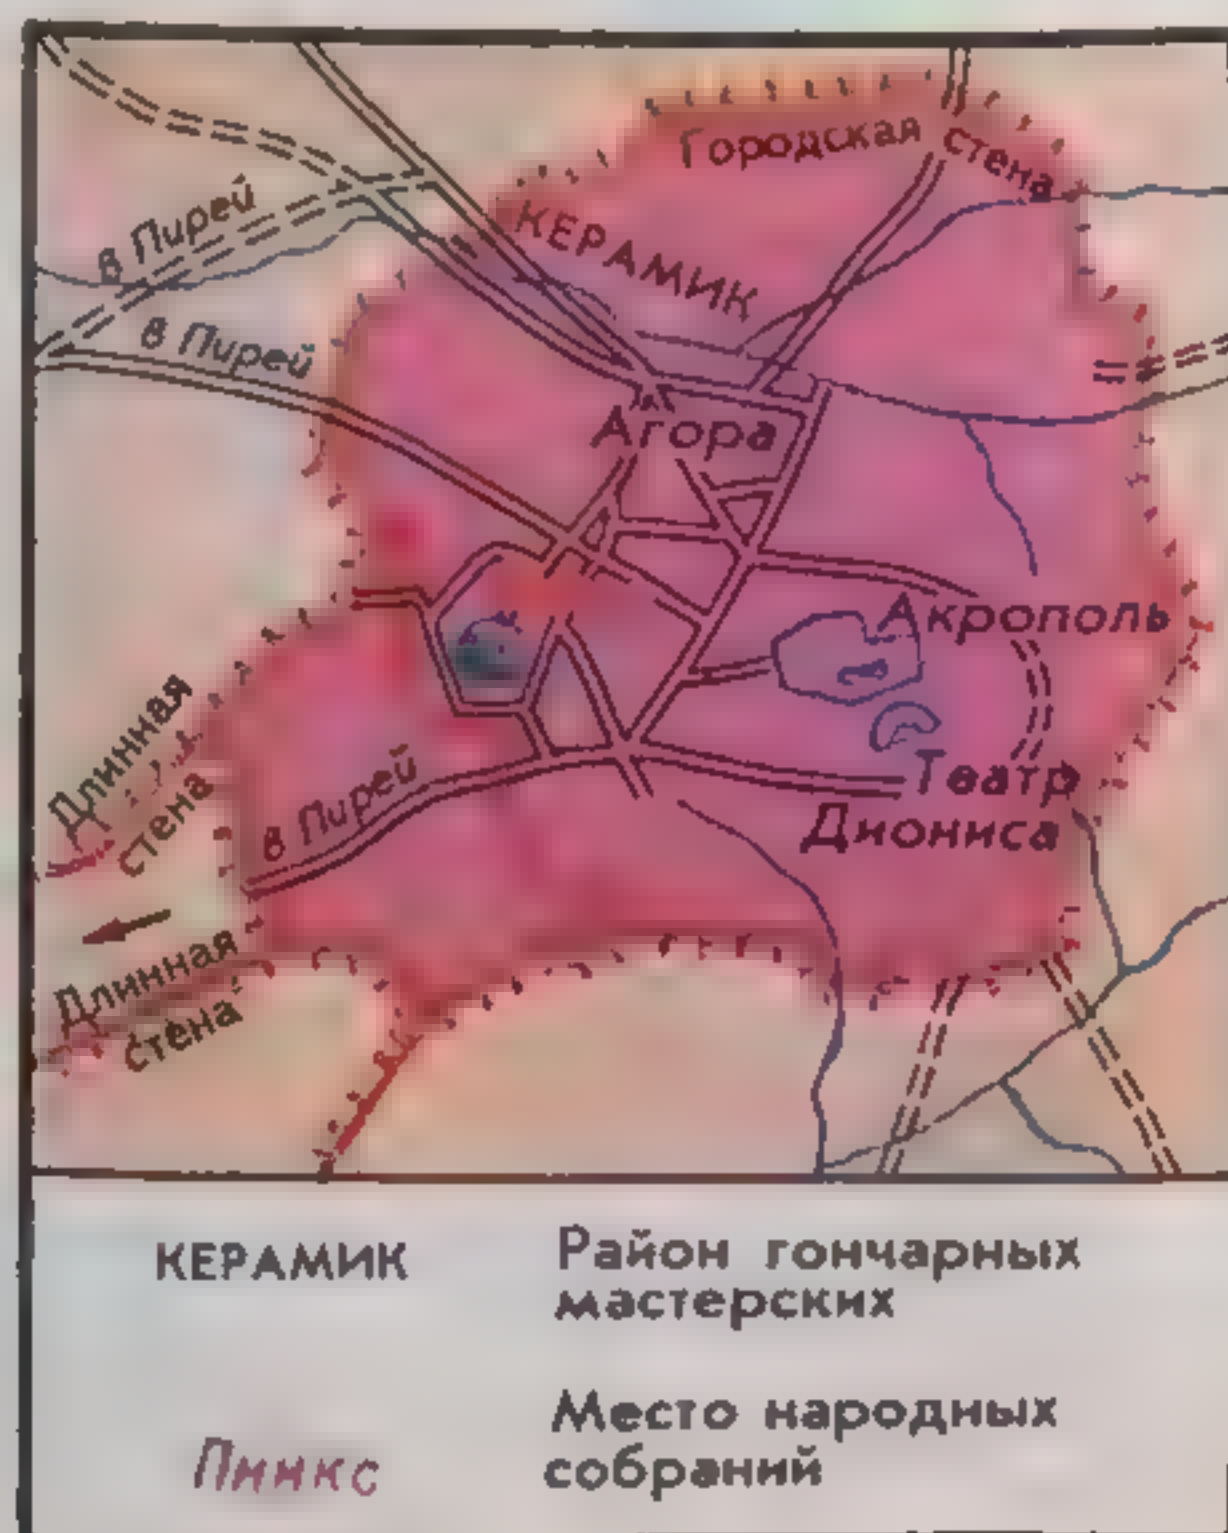 Городская стена
в Пирей
КЕРАМИК
в Пирей
Агора
Акрополь
Длинная
стена
в Пирей
Театр
Диониса
Длинная
стена
КЕРАМИК
Район гончарных
мастерских
Пникс
Место народных
собраний